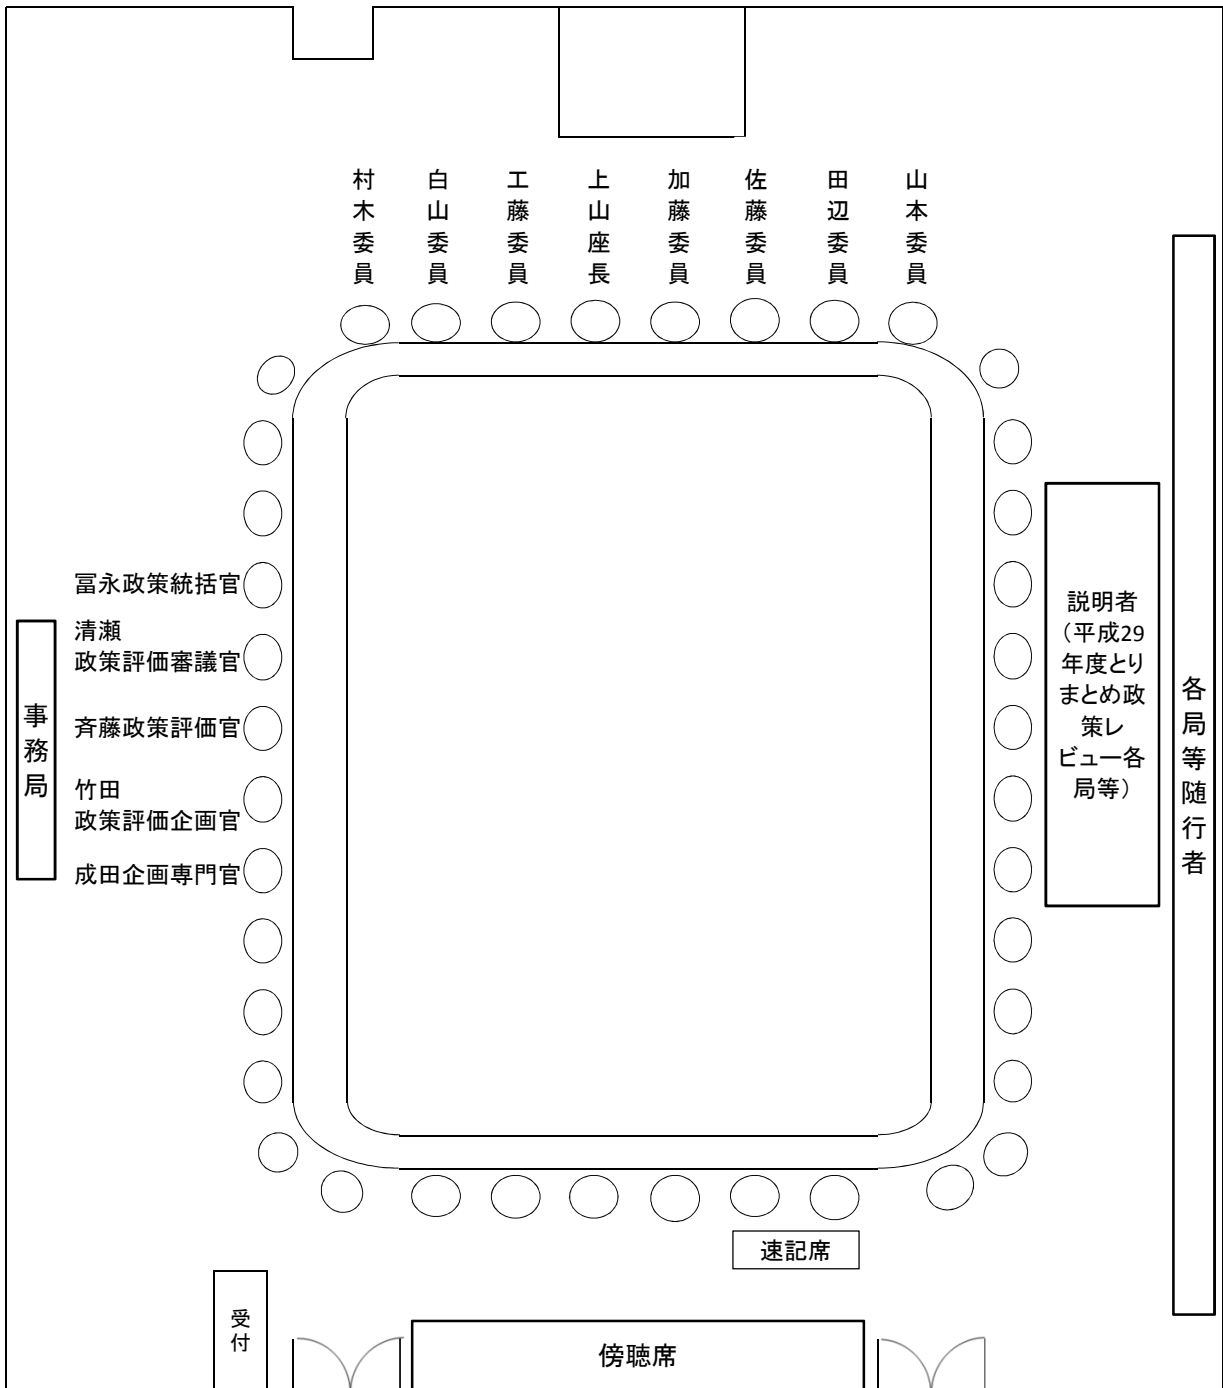 村木委員
白山委員
工藤委員
上山座長
加藤委員
佐藤委員
田辺委員
山本委員
冨永政策統括官
清瀬
政策評価審議官
斉藤政策評価官
竹田
政策評価企画官
成田企画専門官
事務局
説明者
（平成29
年度とり
まとめ政
策レ
ビュー各
局等）
各局等随行者
速記席
受付
傍聴席